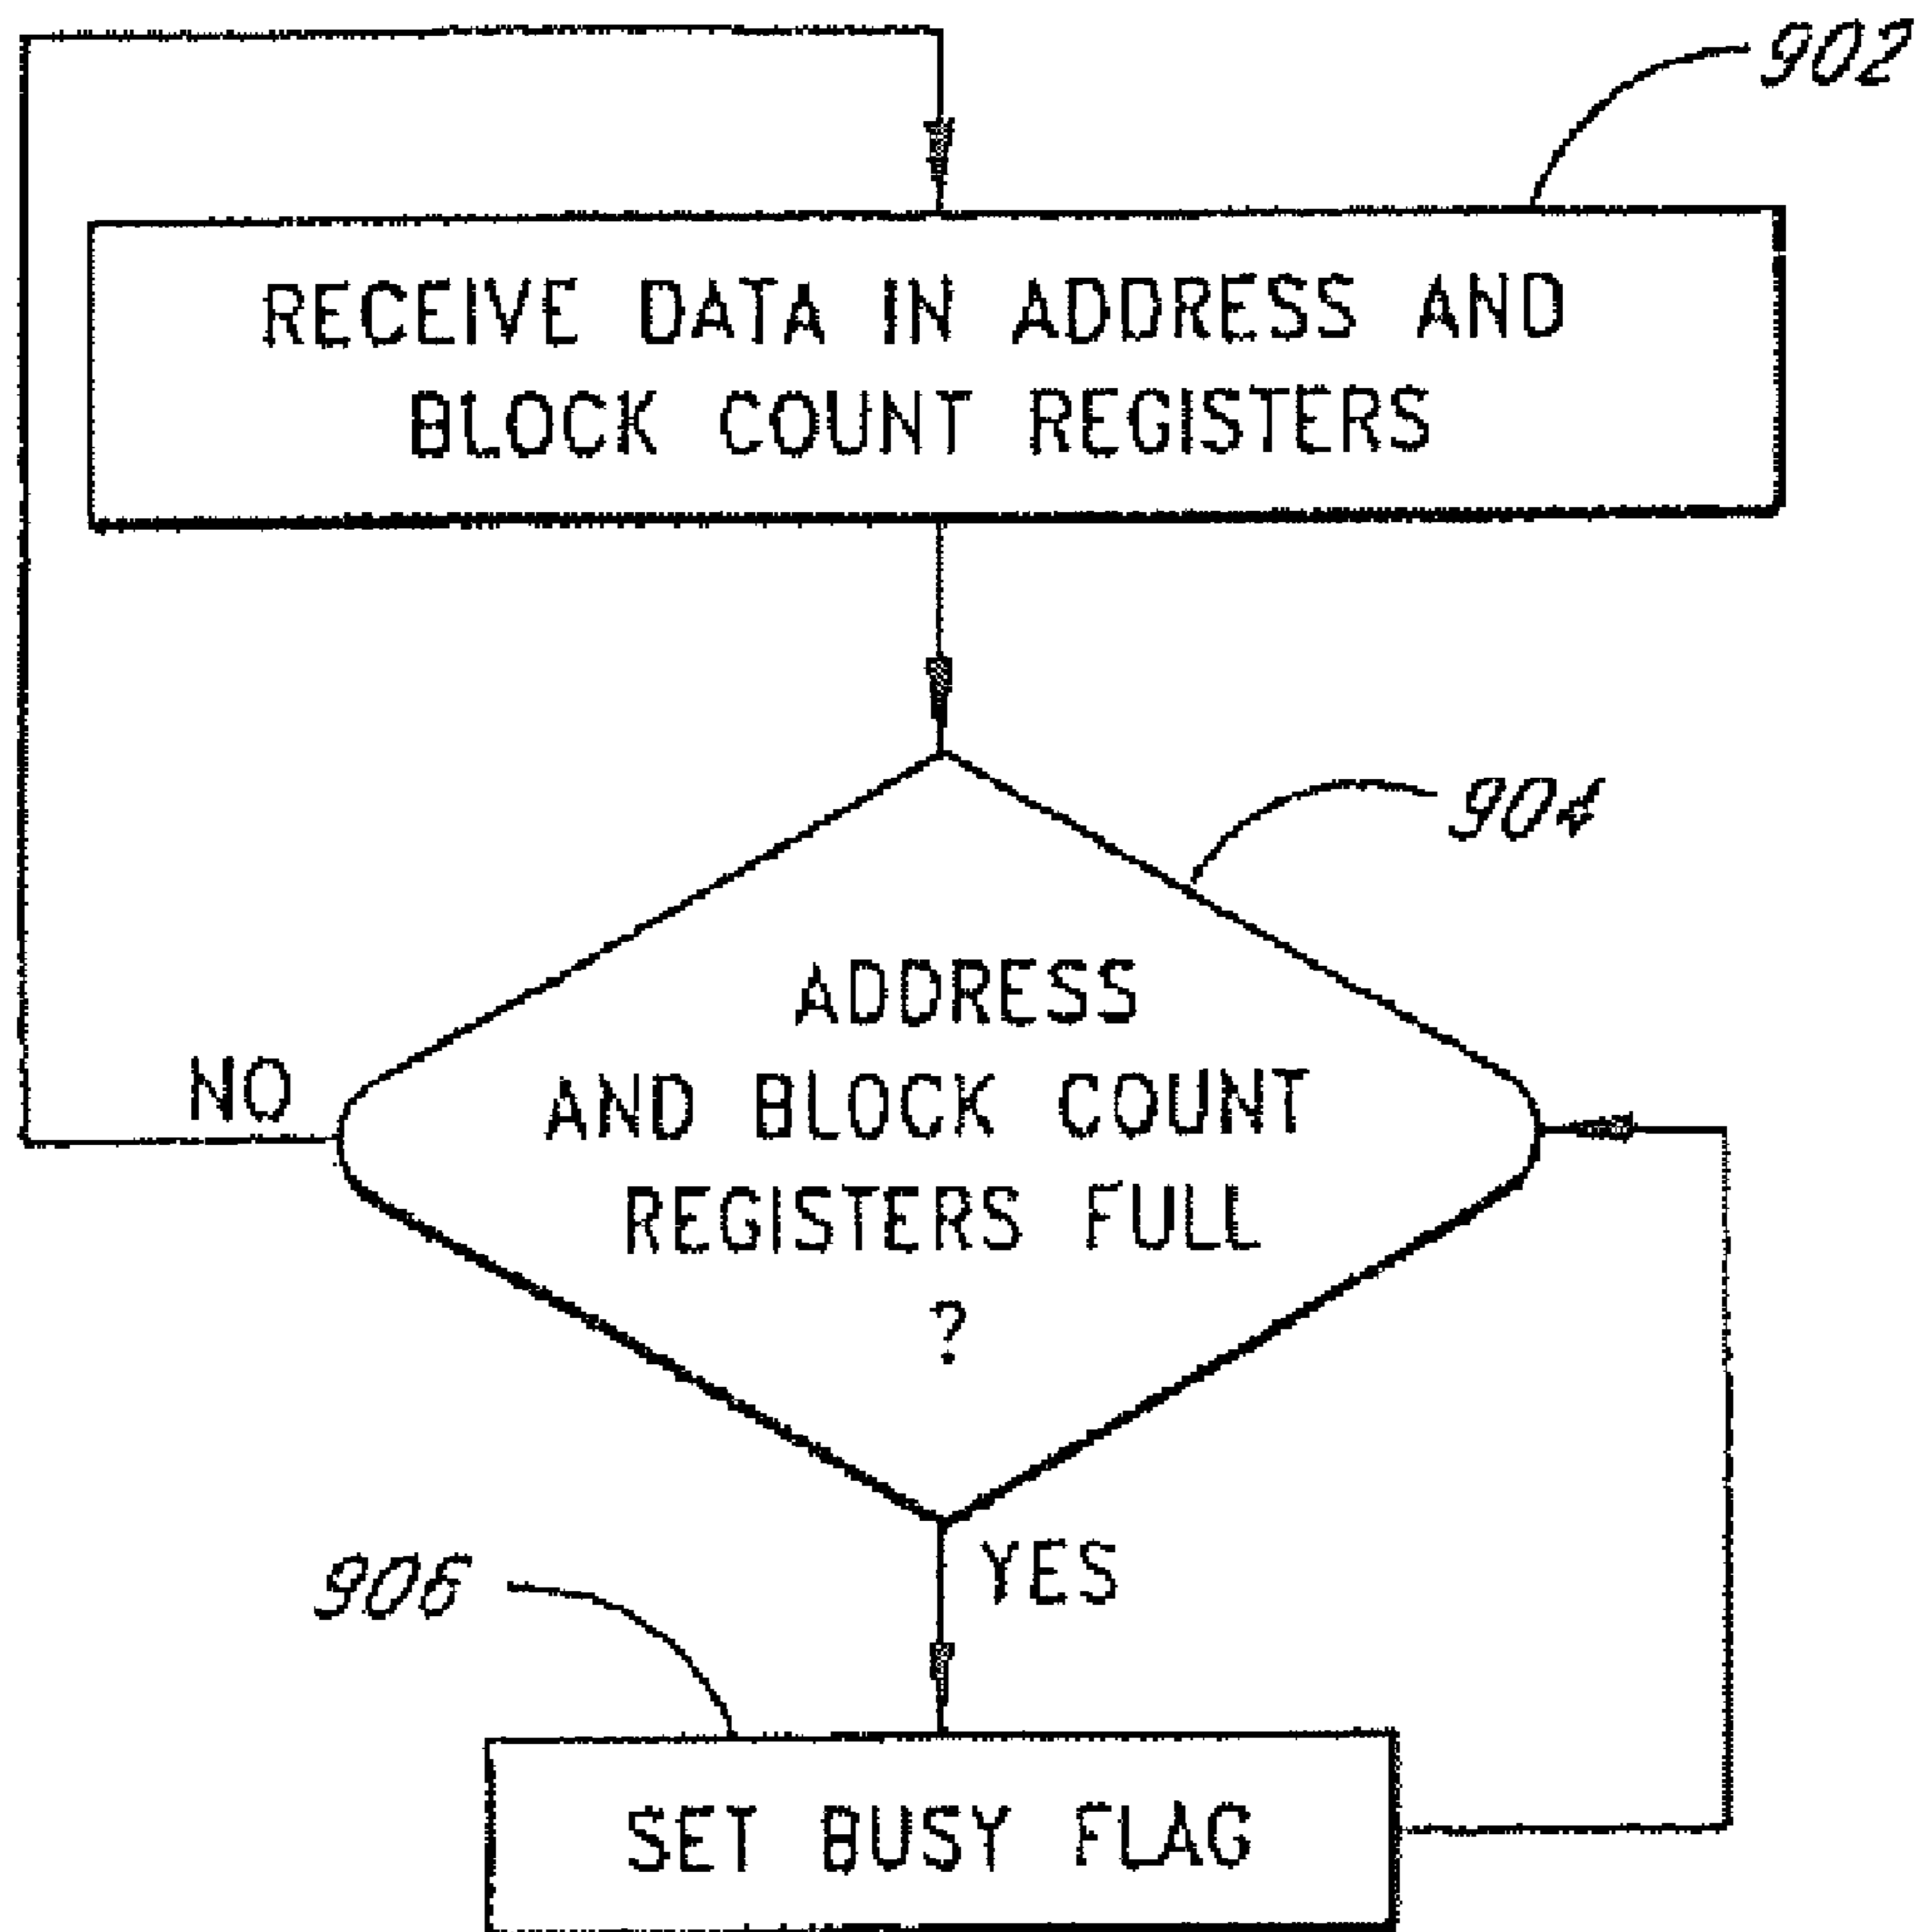 902
RECEIVE DATA IN ADDRESS AND
BLOCK COUNT REGISTERS
904
ADDRESS
AND BLOCK COUNT
REGISTERS FULL
?
NO
YES
906
SET BUSY FLAG